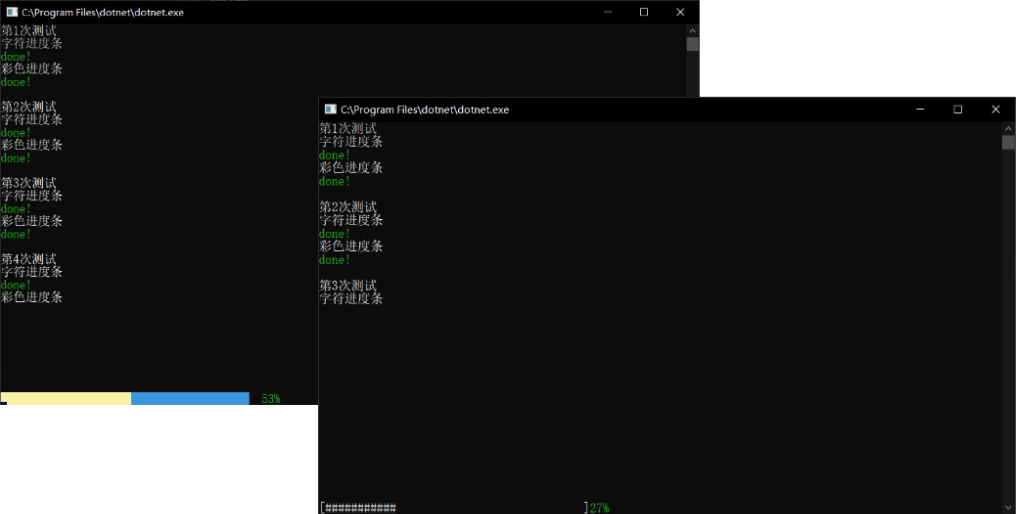 C:\Program Files\dotnet\dotnet.exe
第1次测试
字符进度条
done!
彩色进度条
done!
第2次测试
字符进度条
done!
彩色进度条
done!
第3次测试
字符进度条
done!
彩色进度条
done!
第4次测试
字符进度条
done!
彩色进度条
53%
C:\Program Files\dotnet\dotnet.exe
第1次测试
字符进度条
done!
彩色进度条
done!
第2次测试
字符进度条
done!
彩色进度条
done!
第3次测试
字符进度条
[########### ]27%